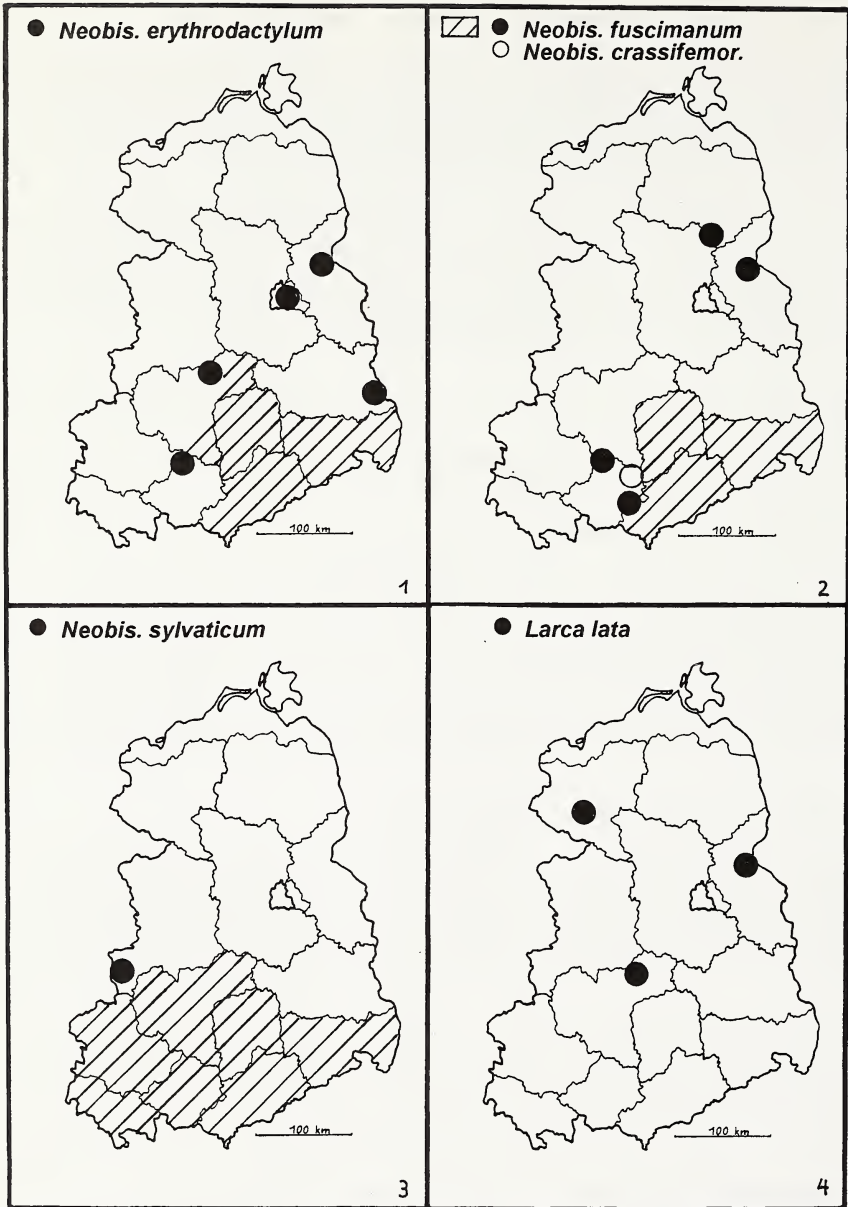 Neobis. erythrodactylum
100 km
1
Neobis. fuscimanum
Neobis. crassifemor.
100 km
2
Neobis. sylvaticum
100 km
3
Larca lata
100 km
4